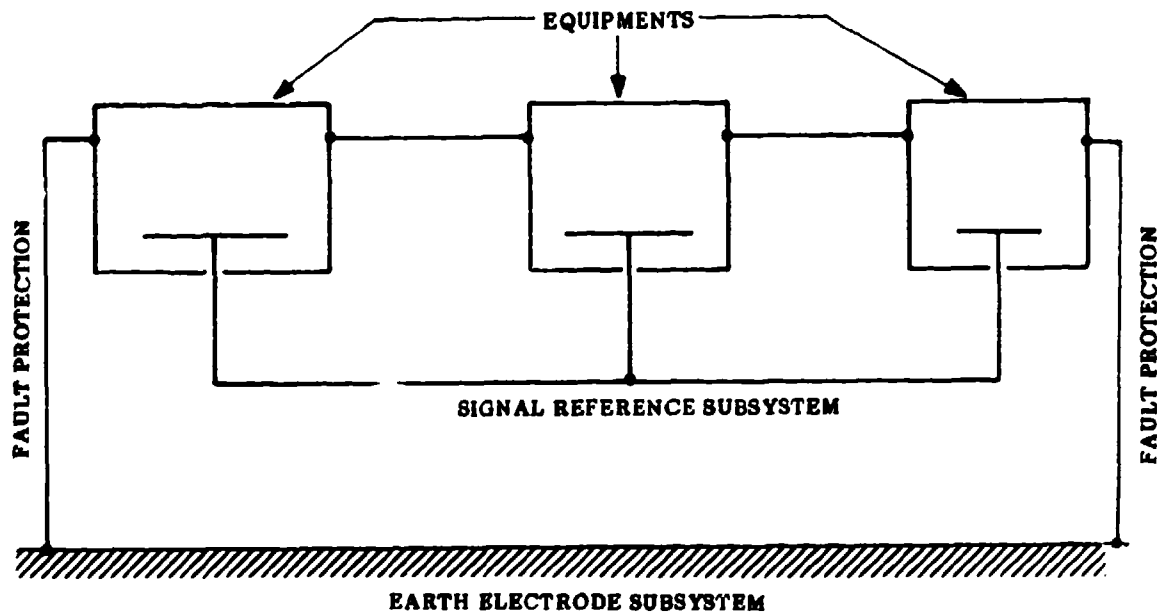 EQUIPMENTS
FAULT PROTECTION
FAULT PROTECTION
SIGNAL REFERENCE SUBSYSTEM
EARTH ELECTRODE SUBSYSTEM